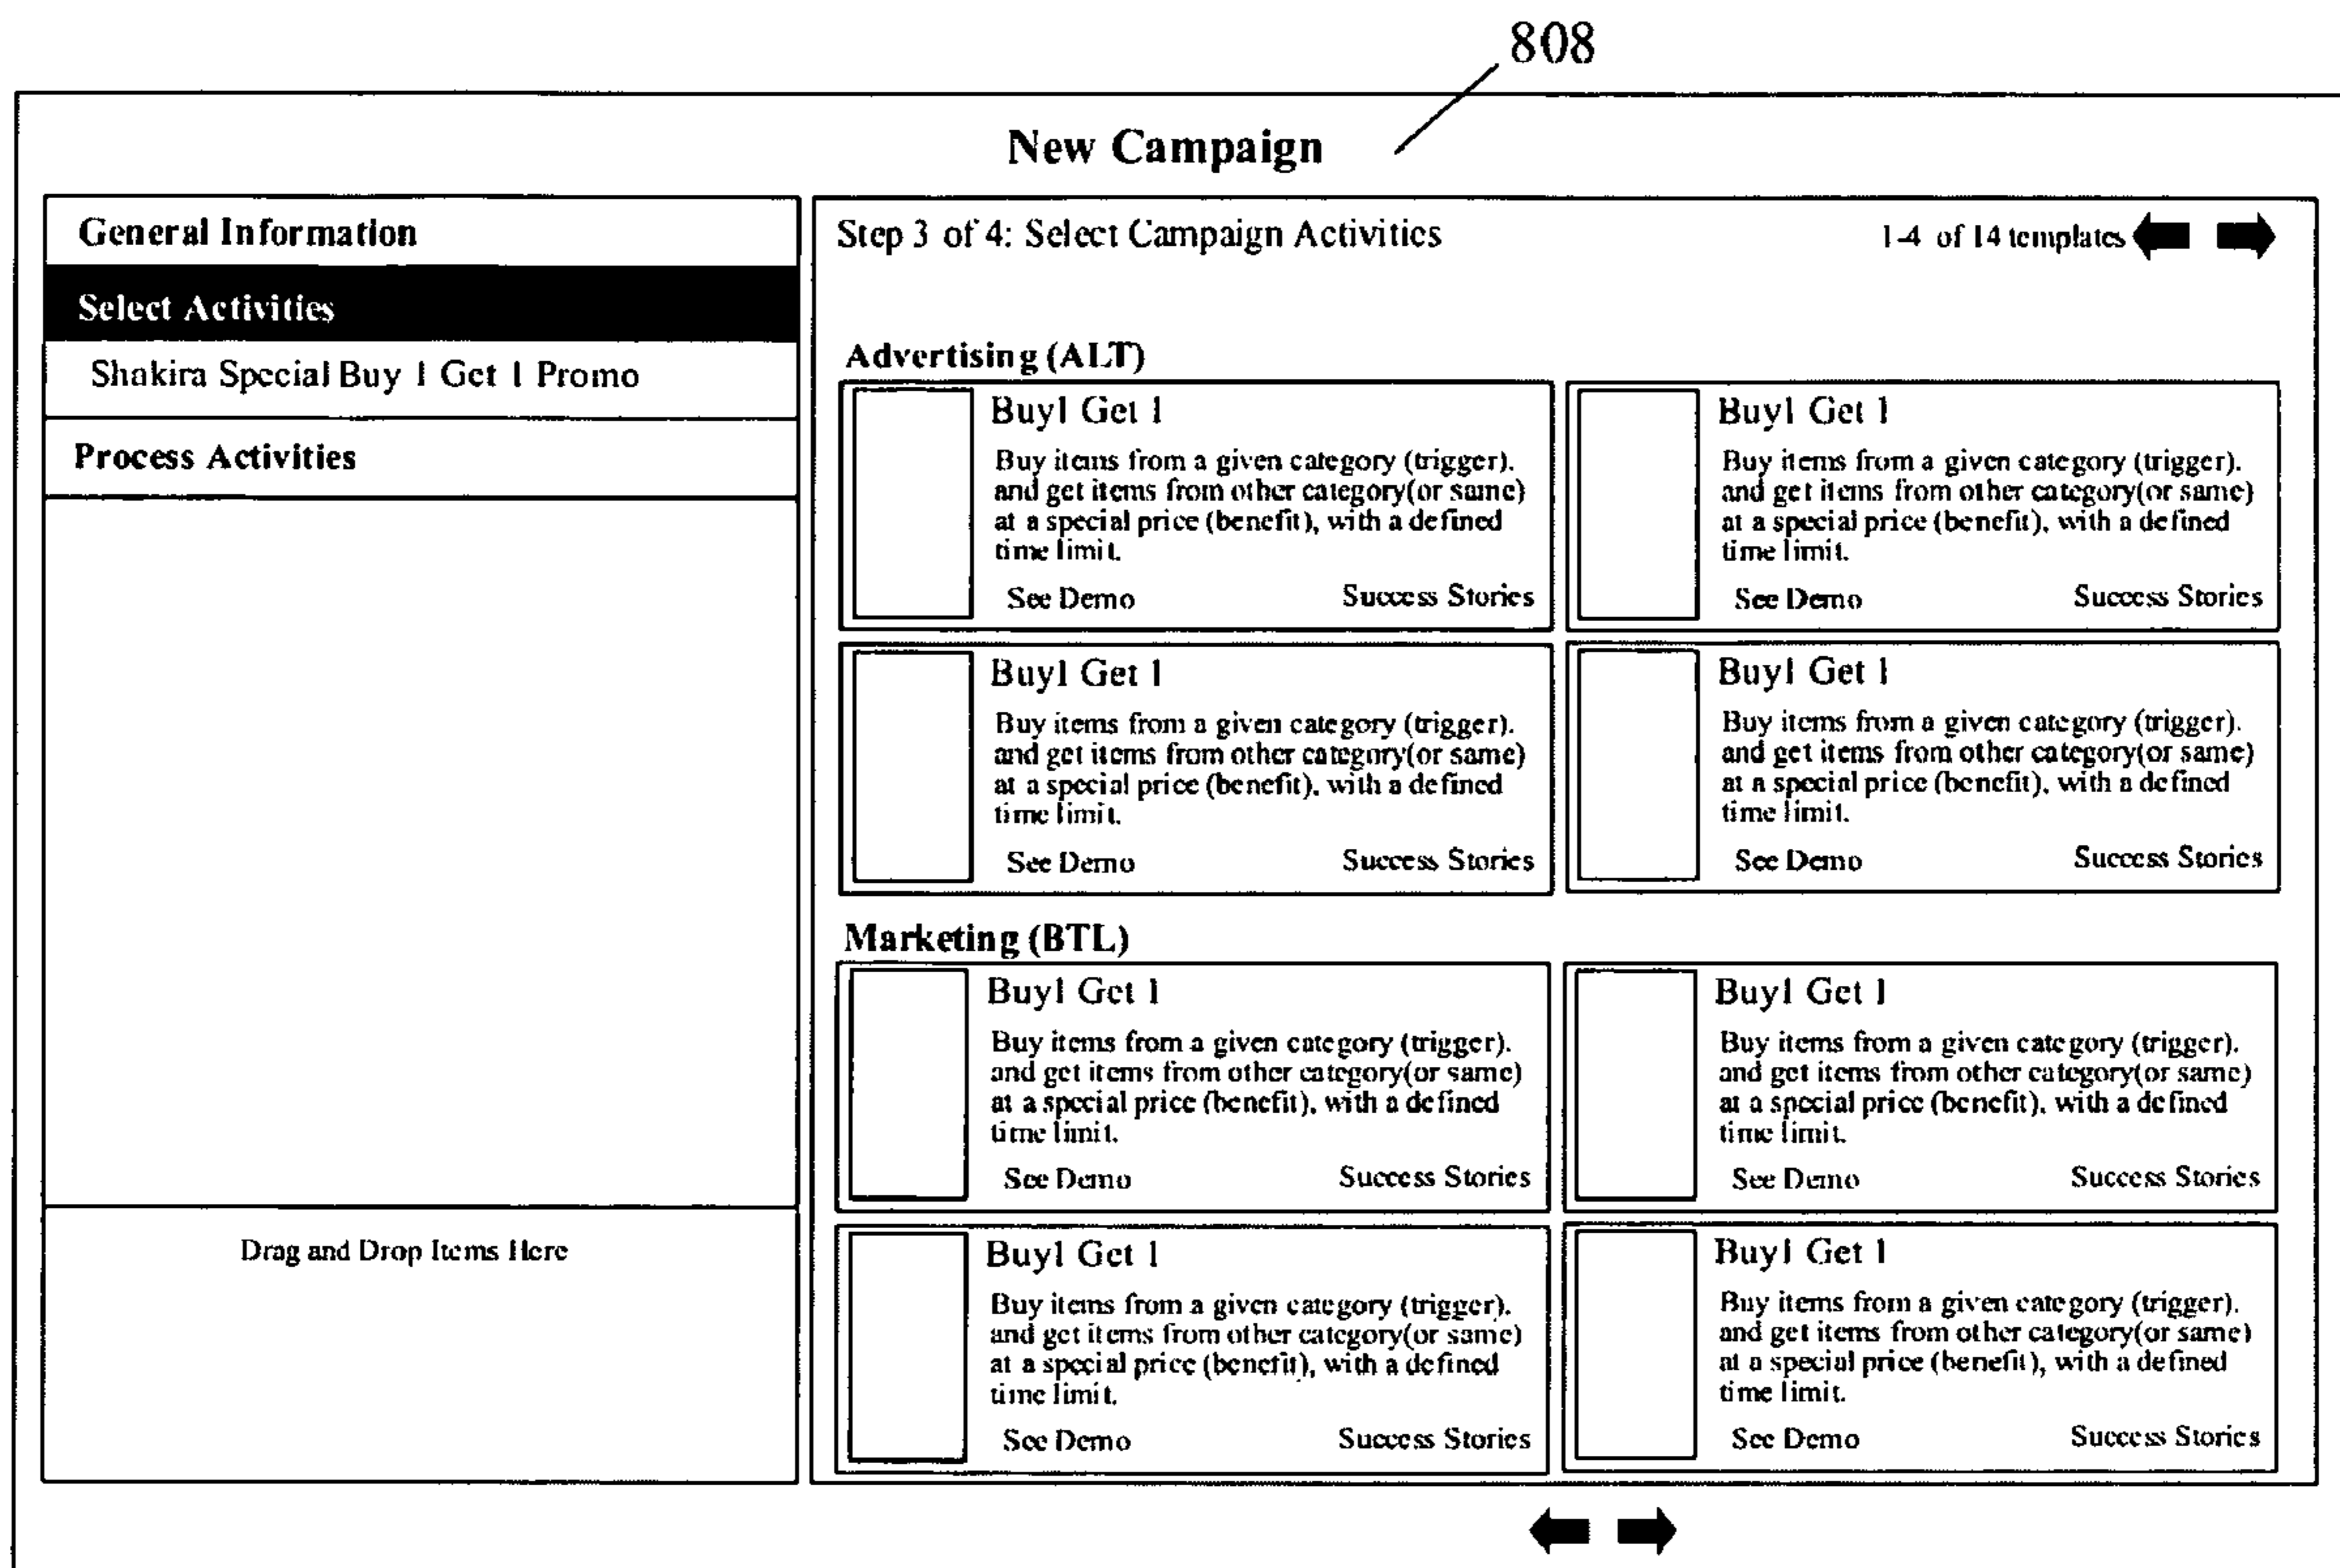 808
New Campaign
General Information
Select Activities
Shakira Special Buy 1 Get 1 Promo
Process Activities
Drag and Drop Items Here
Step 3 of 4: Select Campaign Activities
1-4 of 14 templates
Advertising (ALT)
Buy1 Get 1
Buy items from a given category (trigger).
and get items from other category(or same)
at a special price (benefit), with a defined
time limit.
See Demo Success Stories
Buy1 Get 1
Buy items from a given category (trigger).
and get items from other category(or same)
at a special price (benefit), with a defined
time limit.
See Demo Success Stories
Buy1 Get 1
Buy items from a given category (trigger).
and get items from other category(or same)
at a special price (benefit), with a defined
time limit.
See Demo Success Stories
Buy1 Get 1
Buy items from a given category (trigger).
and get items from other category(or same)
at a special price (benefit), with a defined
time limit.
See Demo Success Stories
Marketing (BTL)
Buy1 Get 1
Buy items from a given category (trigger).
and get items from other category(or same)
at a special price (benefit), with a defined
time limit.
See Demo Success Stories
Buy1 Get 1
Buy items from a given category (trigger).
and get items from other category(or same)
at a special price (benefit), with a defined
time limit.
See Demo Success Stories
Buy1 Get 1
Buy items from a given category (trigger).
and get items from other category(or same)
at a special price (benefit), with a defined
time limit.
See Demo Success Stories
Buy1 Get 1
Buy items from a given category (trigger).
and get items from other category(or same)
at a special price (benefit), with a defined
time limit.
See Demo Success Stories